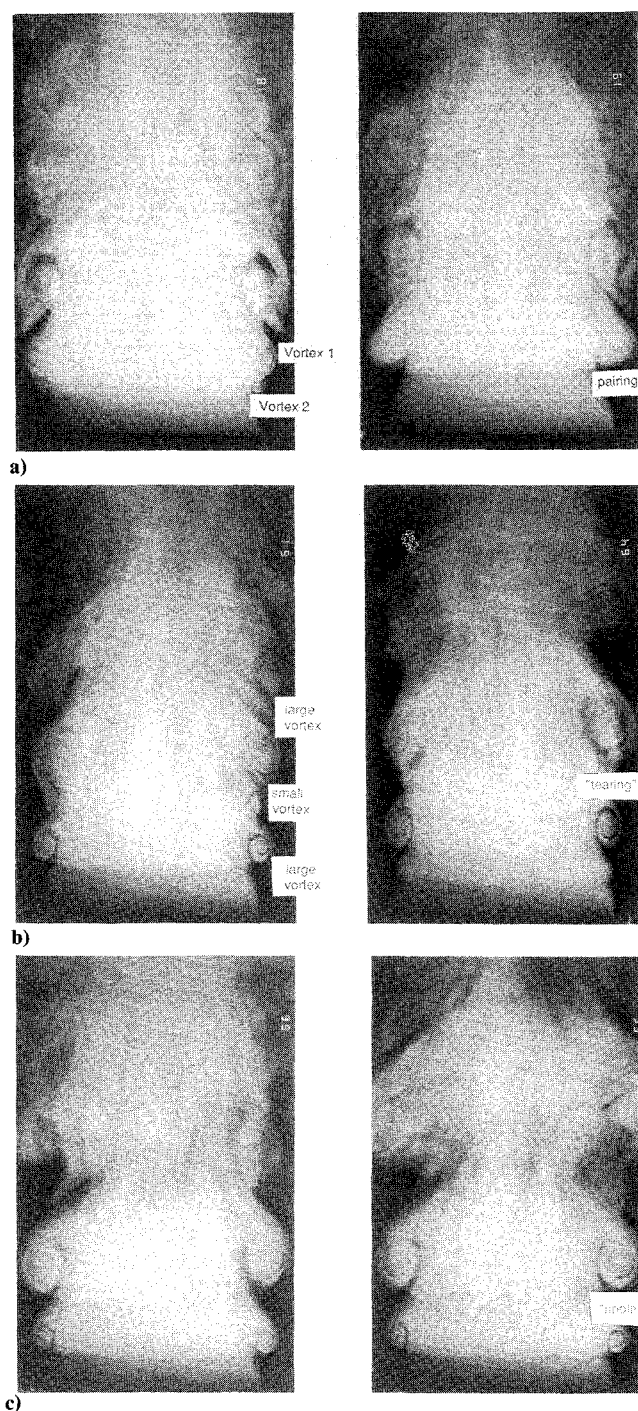 Vortex 1
Vortex 2
pairing
a)
large
vortex
small
vortex
large
vortex
"tearing"
b)
c)